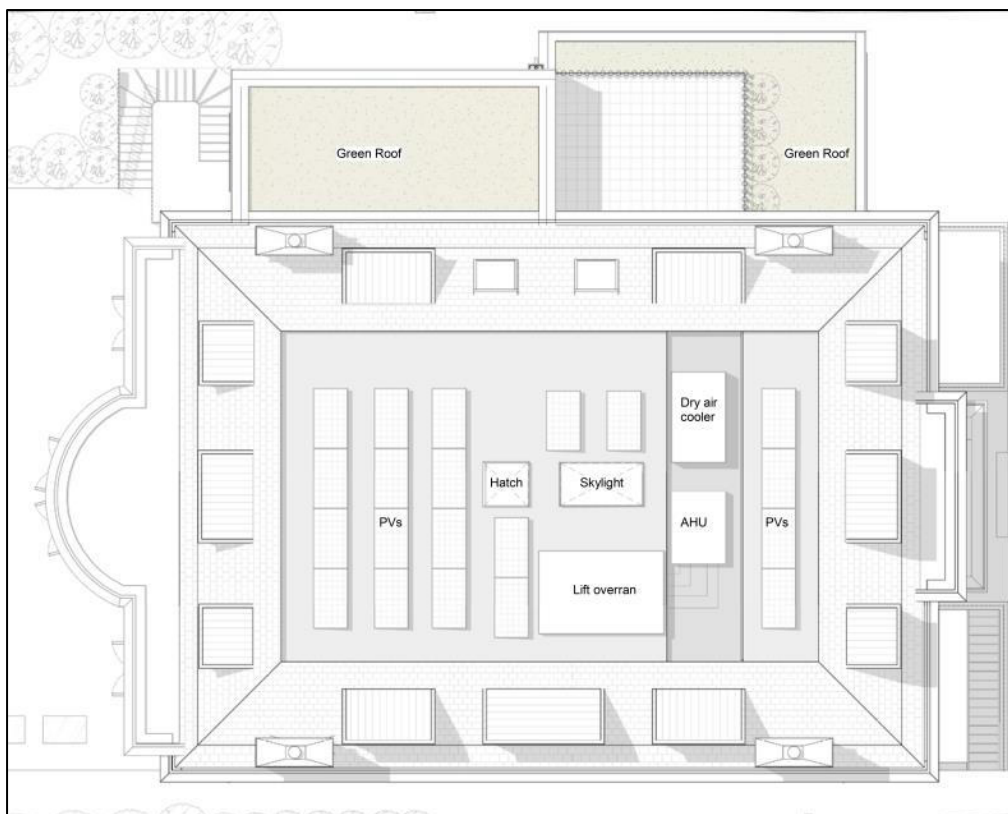 Green Roof
Green Roof
Dry air
cooler
Hatch
Skylight
PVs
AHU
PVs
Lift overran